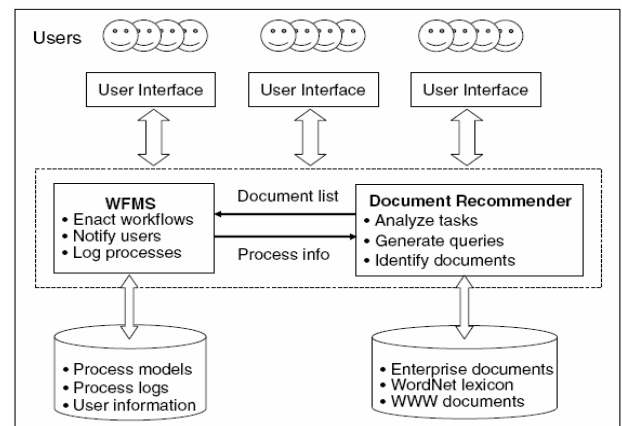 Users
User Interface
User Interface
User Interface
WFMS
• Enact workflows
• Notify users
• Log processes
Document list
Process info
Document Recommender
• Analyze tasks
• Generate queries
• Identify documents
• Process models
• Process logs
• User information
• Enterprise documents
• WordNet lexicon
• WWW documents